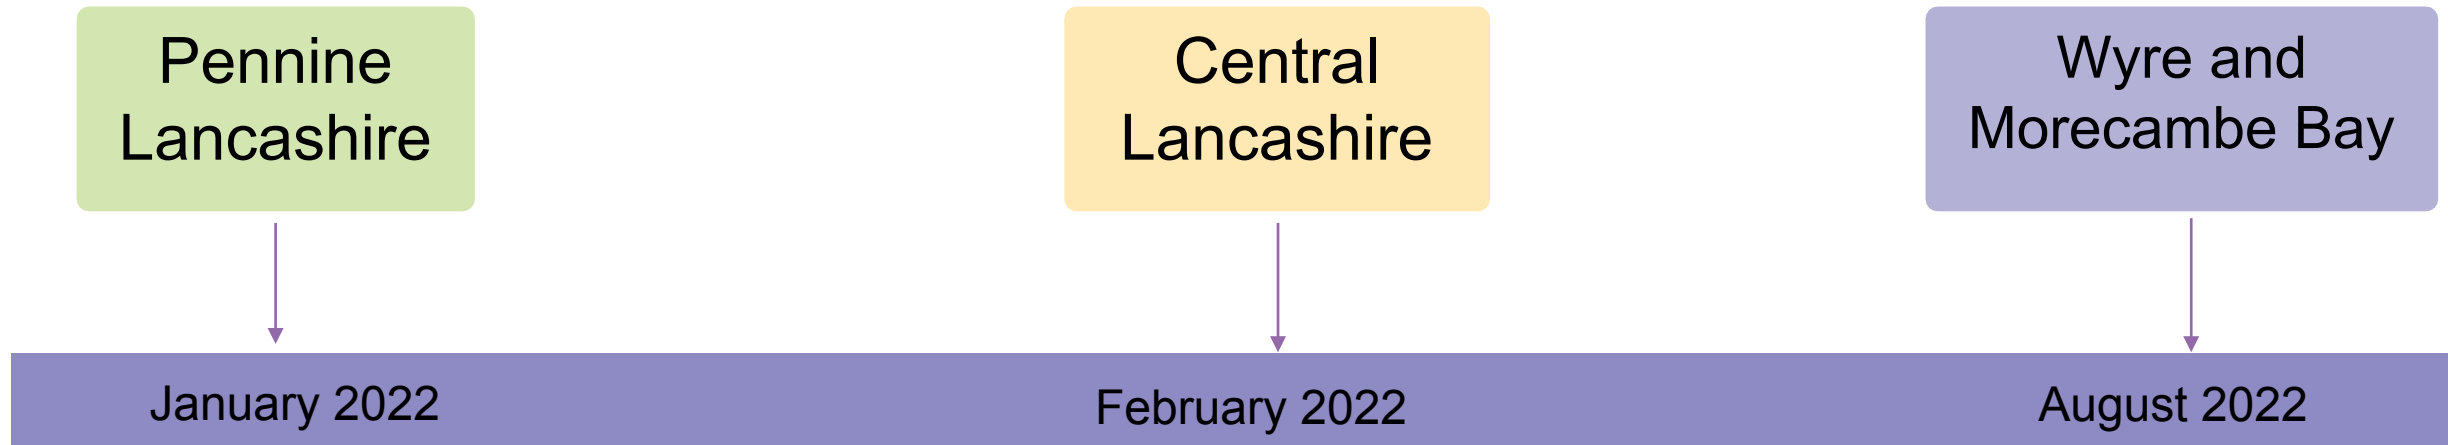 Pennine
Lancashire
Central
Lancashire
Wyre and
Morecambe Bay
January 2022
February 2022
August 2022